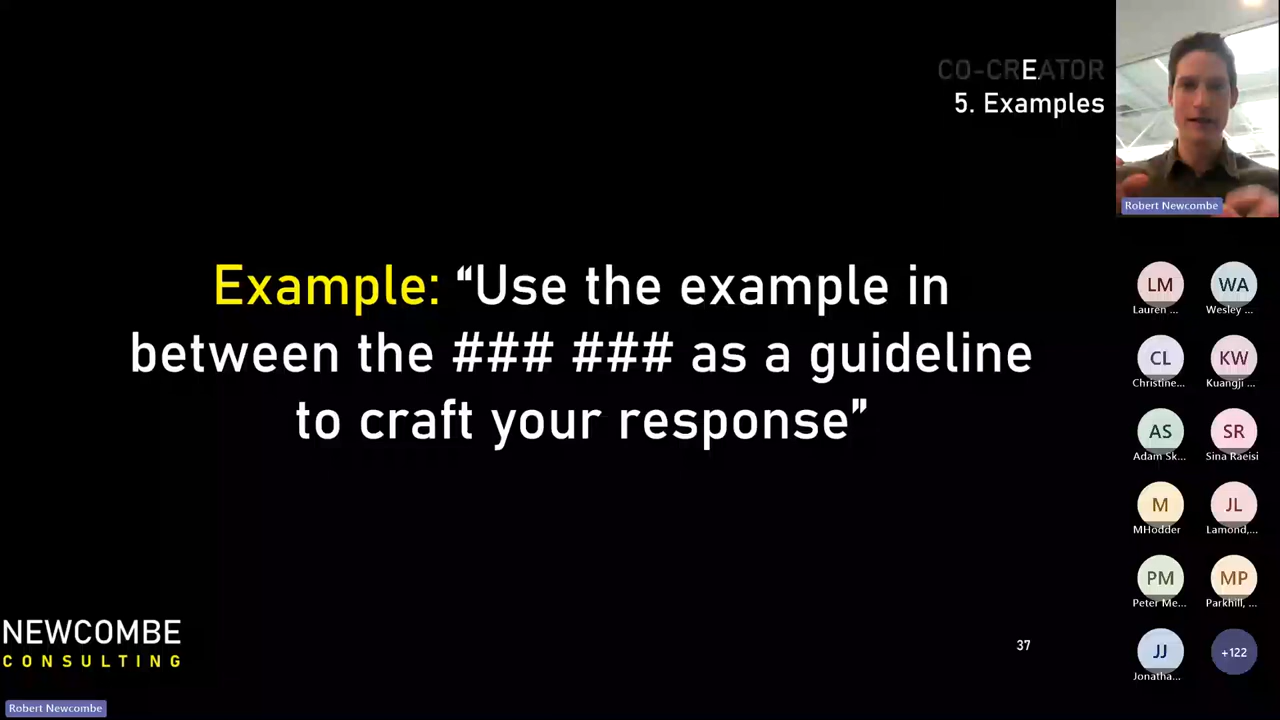 CO-CREATOR
5. Examples
Robert Newcombe
Example: “Use the example in
between the ### ### as a guideline
to craft your response”
LM
WA
Lauren ...
Wesley ...
CL
KW
Christine...
Kuangji ...
AS
SR
Adam Sk...
Sina Raeisi
M
JL
MHodder
Lamond,...
PM
MP
Peter Me...
Parkhill, ...
JJ
+122
Jonatha...
NEWCOMBE
CONSULTING
37
Robert Newcombe